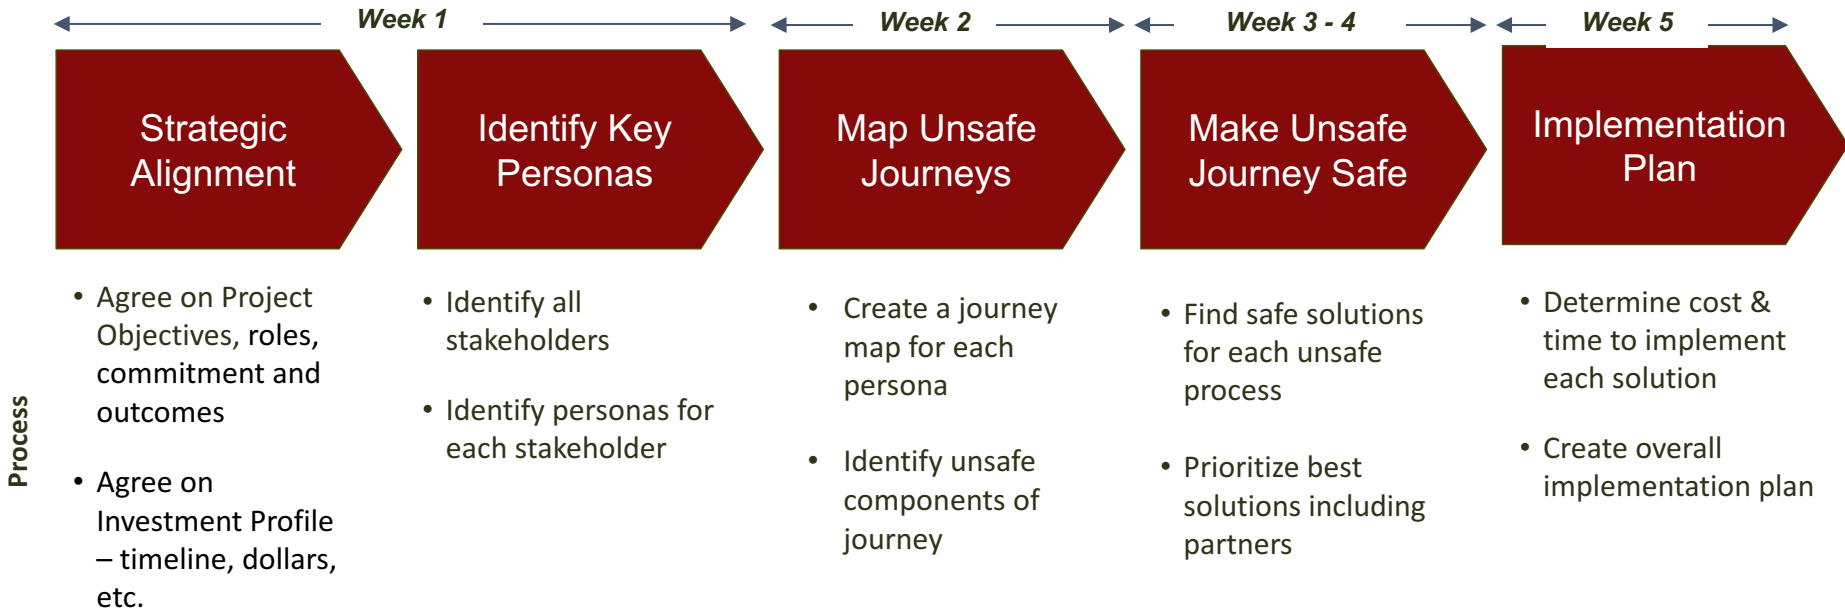 Week 1
Week 2
Week 3 - 4
Week 5
Strategic
Alignment
Identify Key
Personas
Map Unsafe
Journeys
Make Unsafe
Journey Safe
Implementation
Plan
Process
• Agree on Project
Objectives, roles,
commitment and
outcomes
• Agree on
Investment Profile
– timeline, dollars,
etc.
• Identify all
stakeholders
• Identify personas for
each stakeholder
• Create a journey
map for each
persona
• Identify unsafe
components of
journey
• Find safe solutions
for each unsafe
process
• Prioritize best
solutions including
partners
• Determine cost &
time to implement
each solution
• Create overall
implementation plan